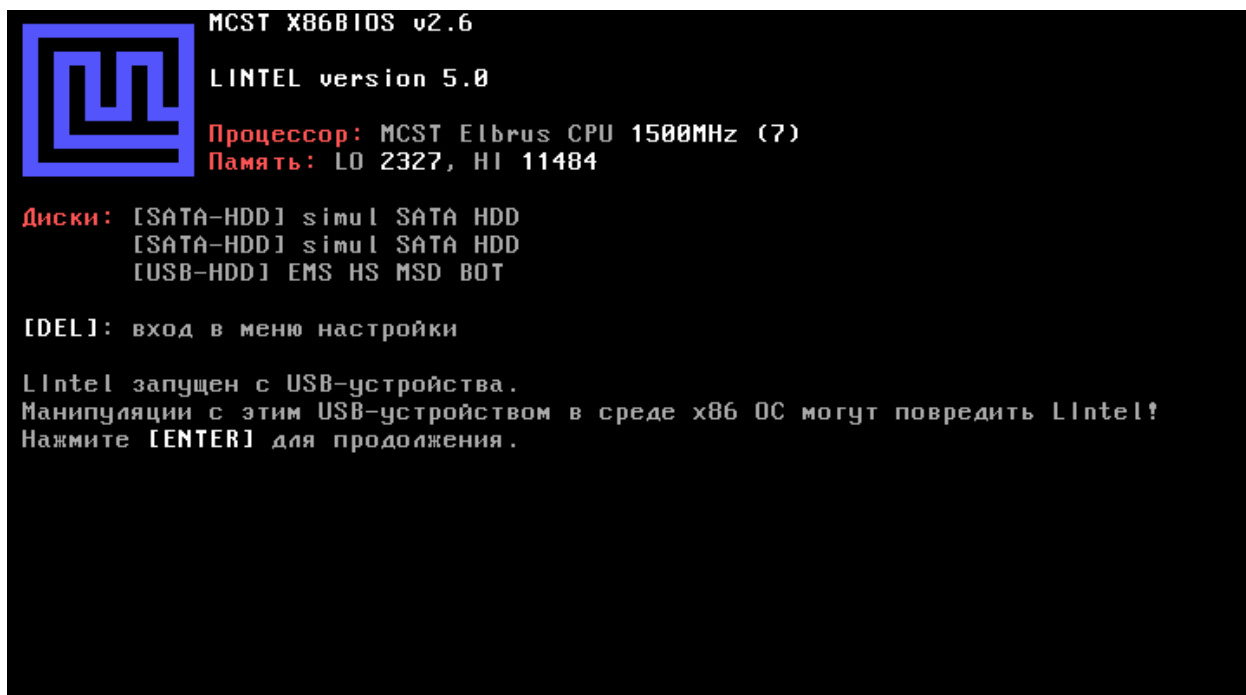 MCST X86BIOS v2.6
LINTEL version 5.0
Процессор: MCST Elbrus CPU 1500MHz (7)
Память: LO 2327, HI 11484
Диски: [SATA-HDD] simul SATA HDD
[SATA-HDD] simul SATA HDD
[USB-HDD] EMS HS MSD BOT
[DEL]: вход в меню настройки
LIntel запущен с USB-устройства.
Манипуляции с этим USB-устройством в среде x86 ОС могут повредить LIntel!
Нажмите [ENTER] для продолжения.